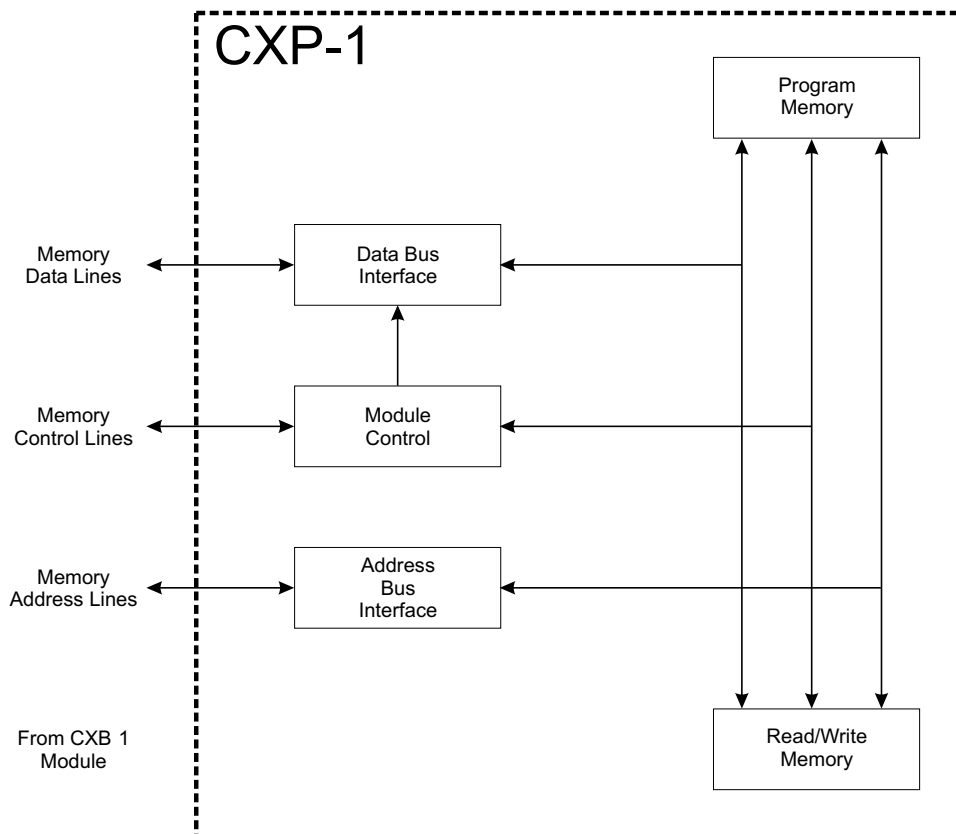 CXP-1
Program
Memory
Memory
Data Lines
Data Bus
Interface
Memory
Control Lines
Module
Control
Memory
Address Lines
Address
Bus
Interface
From CXB 1
Module
Read/Write
Memory